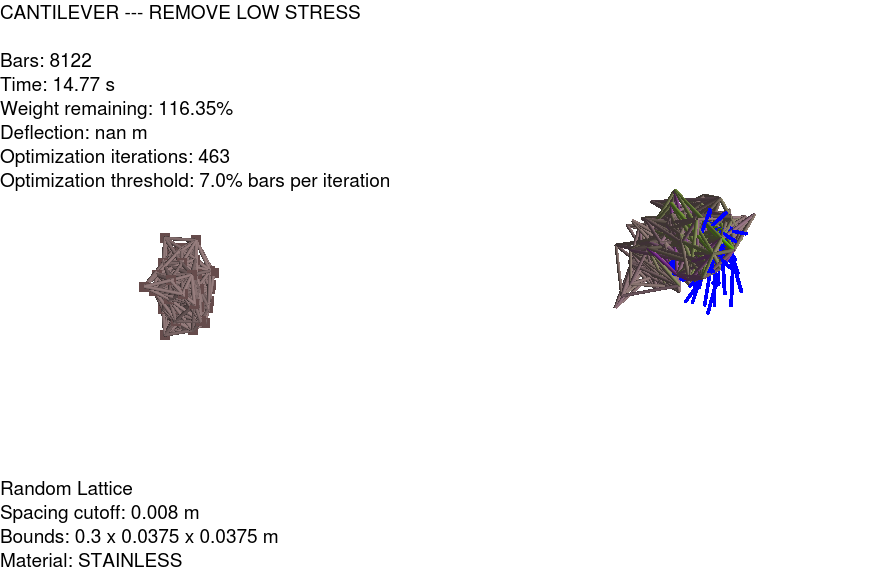 CANTILEVER --- REMOVE LOW STRESS
Bars: 8122
Time: 14.77 s
Weight remaining: 116.35%
Deflection: nan m
Optimization iterations: 463
Optimization threshold: 7.0% bars per iteration
Random Lattice
Spacing cutoff: 0.008 m
Bounds: 0.3 x 0.0375 x 0.0375 m
Material: STAINLESS